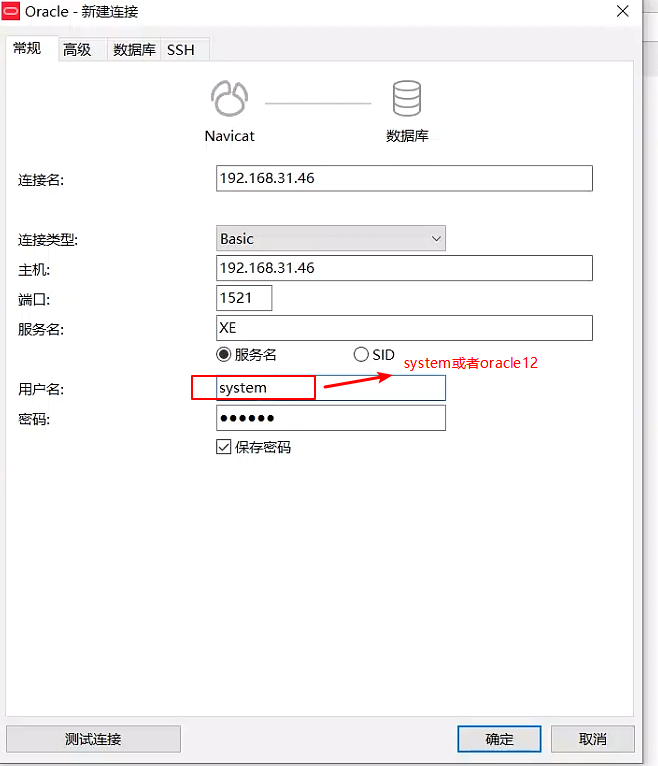 Oracle - 新建连接
常规 高级 数据库 SSH
Navicat 数据库
连接名: 192.168.31.46
连接类型: Basic
主机: 192.168.31.46
端口: 1521
服务名: XE
服务名 SID
system或者oracle12
用户名: system
密码: ●●●●●●
保存密码
测试连接 确定 取消